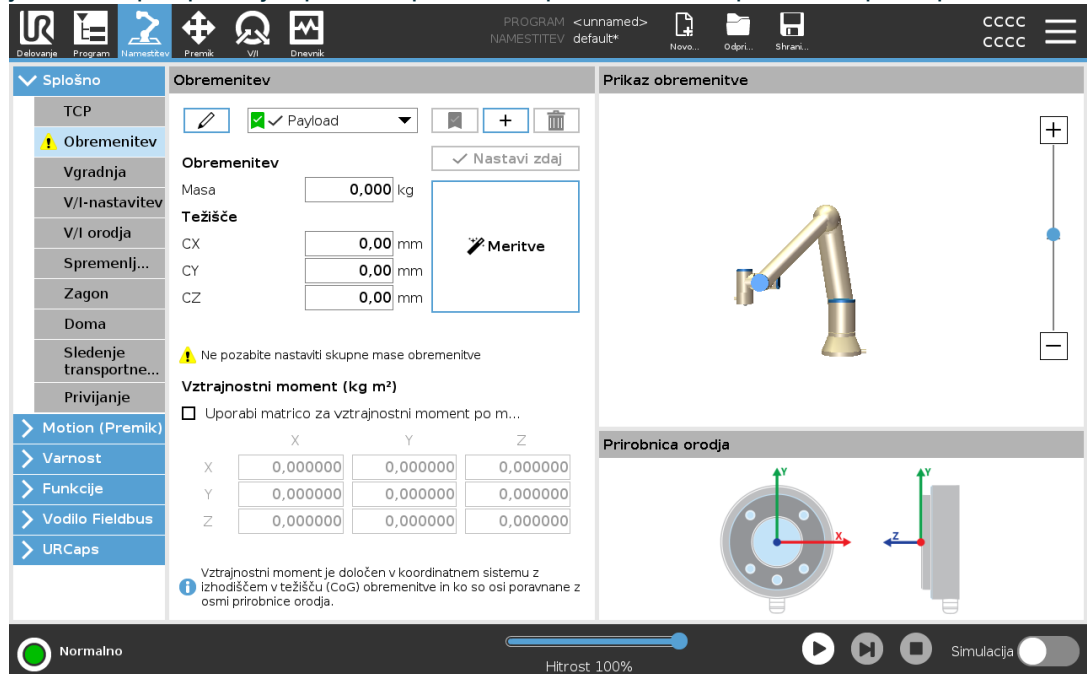 PROGRAM <unnamed>
NAMESTITEV default*
cccc
cccc
Delovanje Program Namestitev Premik V/I Dnevnik Novo... Odpri... Shrani...
Splošno
TCP
Obremenitev
Vgradnja
V/I-nastavitev
V/I orodja
Spremenlj...
Zagon
Doma
Sledenje
transportne...
Privijanje
Motion (Premik)
Varnost
Funkcije
Vodilo Fieldbus
URCaps
Obremenitev
Payload
Nastavi zdaj
Obremenitev
Masa 0,000 kg
Težišče
CX 0,00 mm
CY 0,00 mm
CZ 0,00 mm
Meritve
Ne pozabite nastaviti skupne mase obremenitve
Vztrajnostni moment (kg m²)
Uporabi matrico za vztrajnostni moment po m...
X Y Z
X 0,000000 0,000000 0,000000
Y 0,000000 0,000000 0,000000
Z 0,000000 0,000000 0,000000
Vztrajnostni moment je določen v koordinatnem sistemu z
izhodiščem v težišču (CoG) obremenitve in ko so osi poravnane z
osmi prirobnice orodja.
Prikaz obremenitve
Prirobnica orodja
Y
X
Y
Z
Normalno
Hitrost 100%
Simulacija